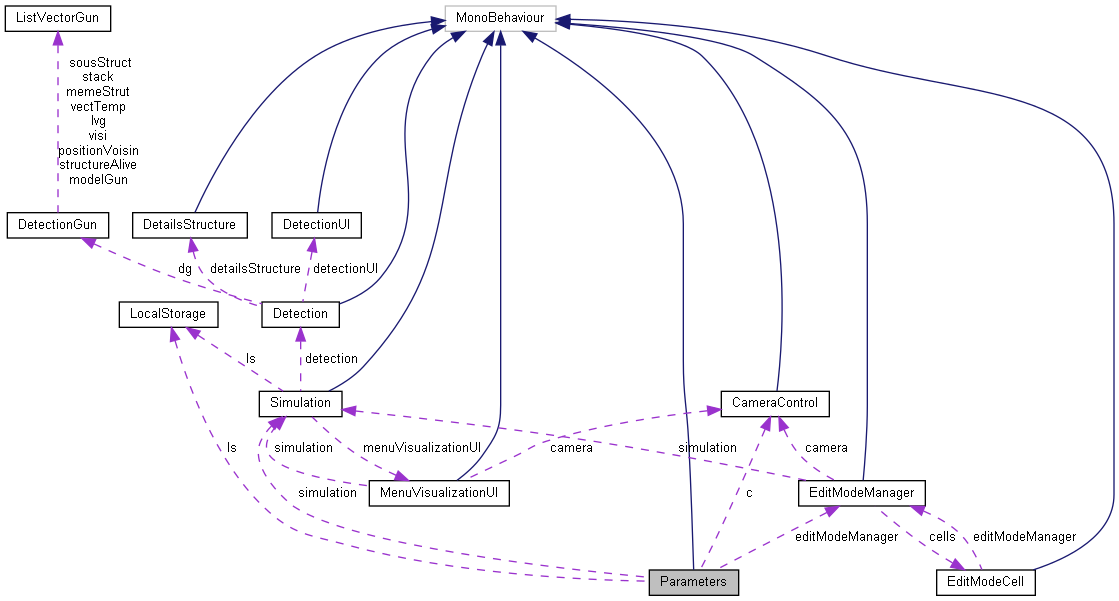 ListVectorGun
MonoBehaviour
sousStruct
stack
memeStrut
vectTemp
lvg
visi
positionVoisin
structureAlive
modelGun
DetectionGun
DetailsStructure
DetectionUI
dg
detailsStructure
detectionUI
LocalStorage
Detection
ls
detection
Simulation
CameraControl
ls
simulation
menuVisualizationUI
camera
simulation
camera
simulation
MenuVisualizationUI
c
EditModeManager
editModeManager
cells
editModeManager
Parameters
EditModeCell